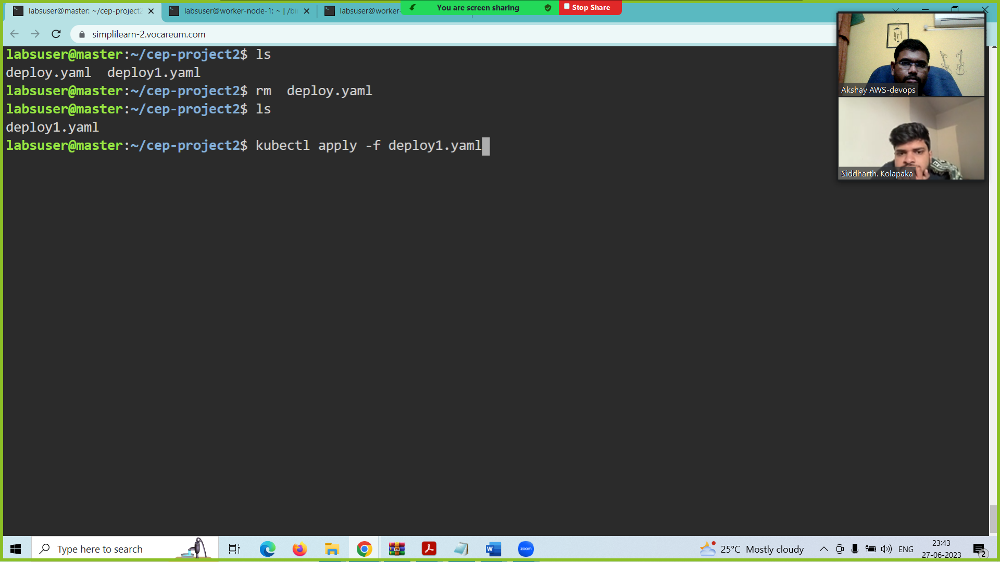 labsuser@master: ~/cep-project2
labsuser@worker-node-1: ~ | /bi
labsuser@worker-
You are screen sharing
Stop Share
simplilearn-2.vocareum.com
labsuser@master:~/cep-project2$ ls
deploy.yaml  deploy1.yaml
labsuser@master:~/cep-project2$ rm  deploy.yaml
labsuser@master:~/cep-project2$ ls
deploy1.yaml
labsuser@master:~/cep-project2$ kubectl apply -f deploy1.yaml
Akshay AWS-devops
Siddharth. Kolapaka
Type here to search
W
zoom
25°C Mostly cloudy
ENG
23:43
27-06-2023
2